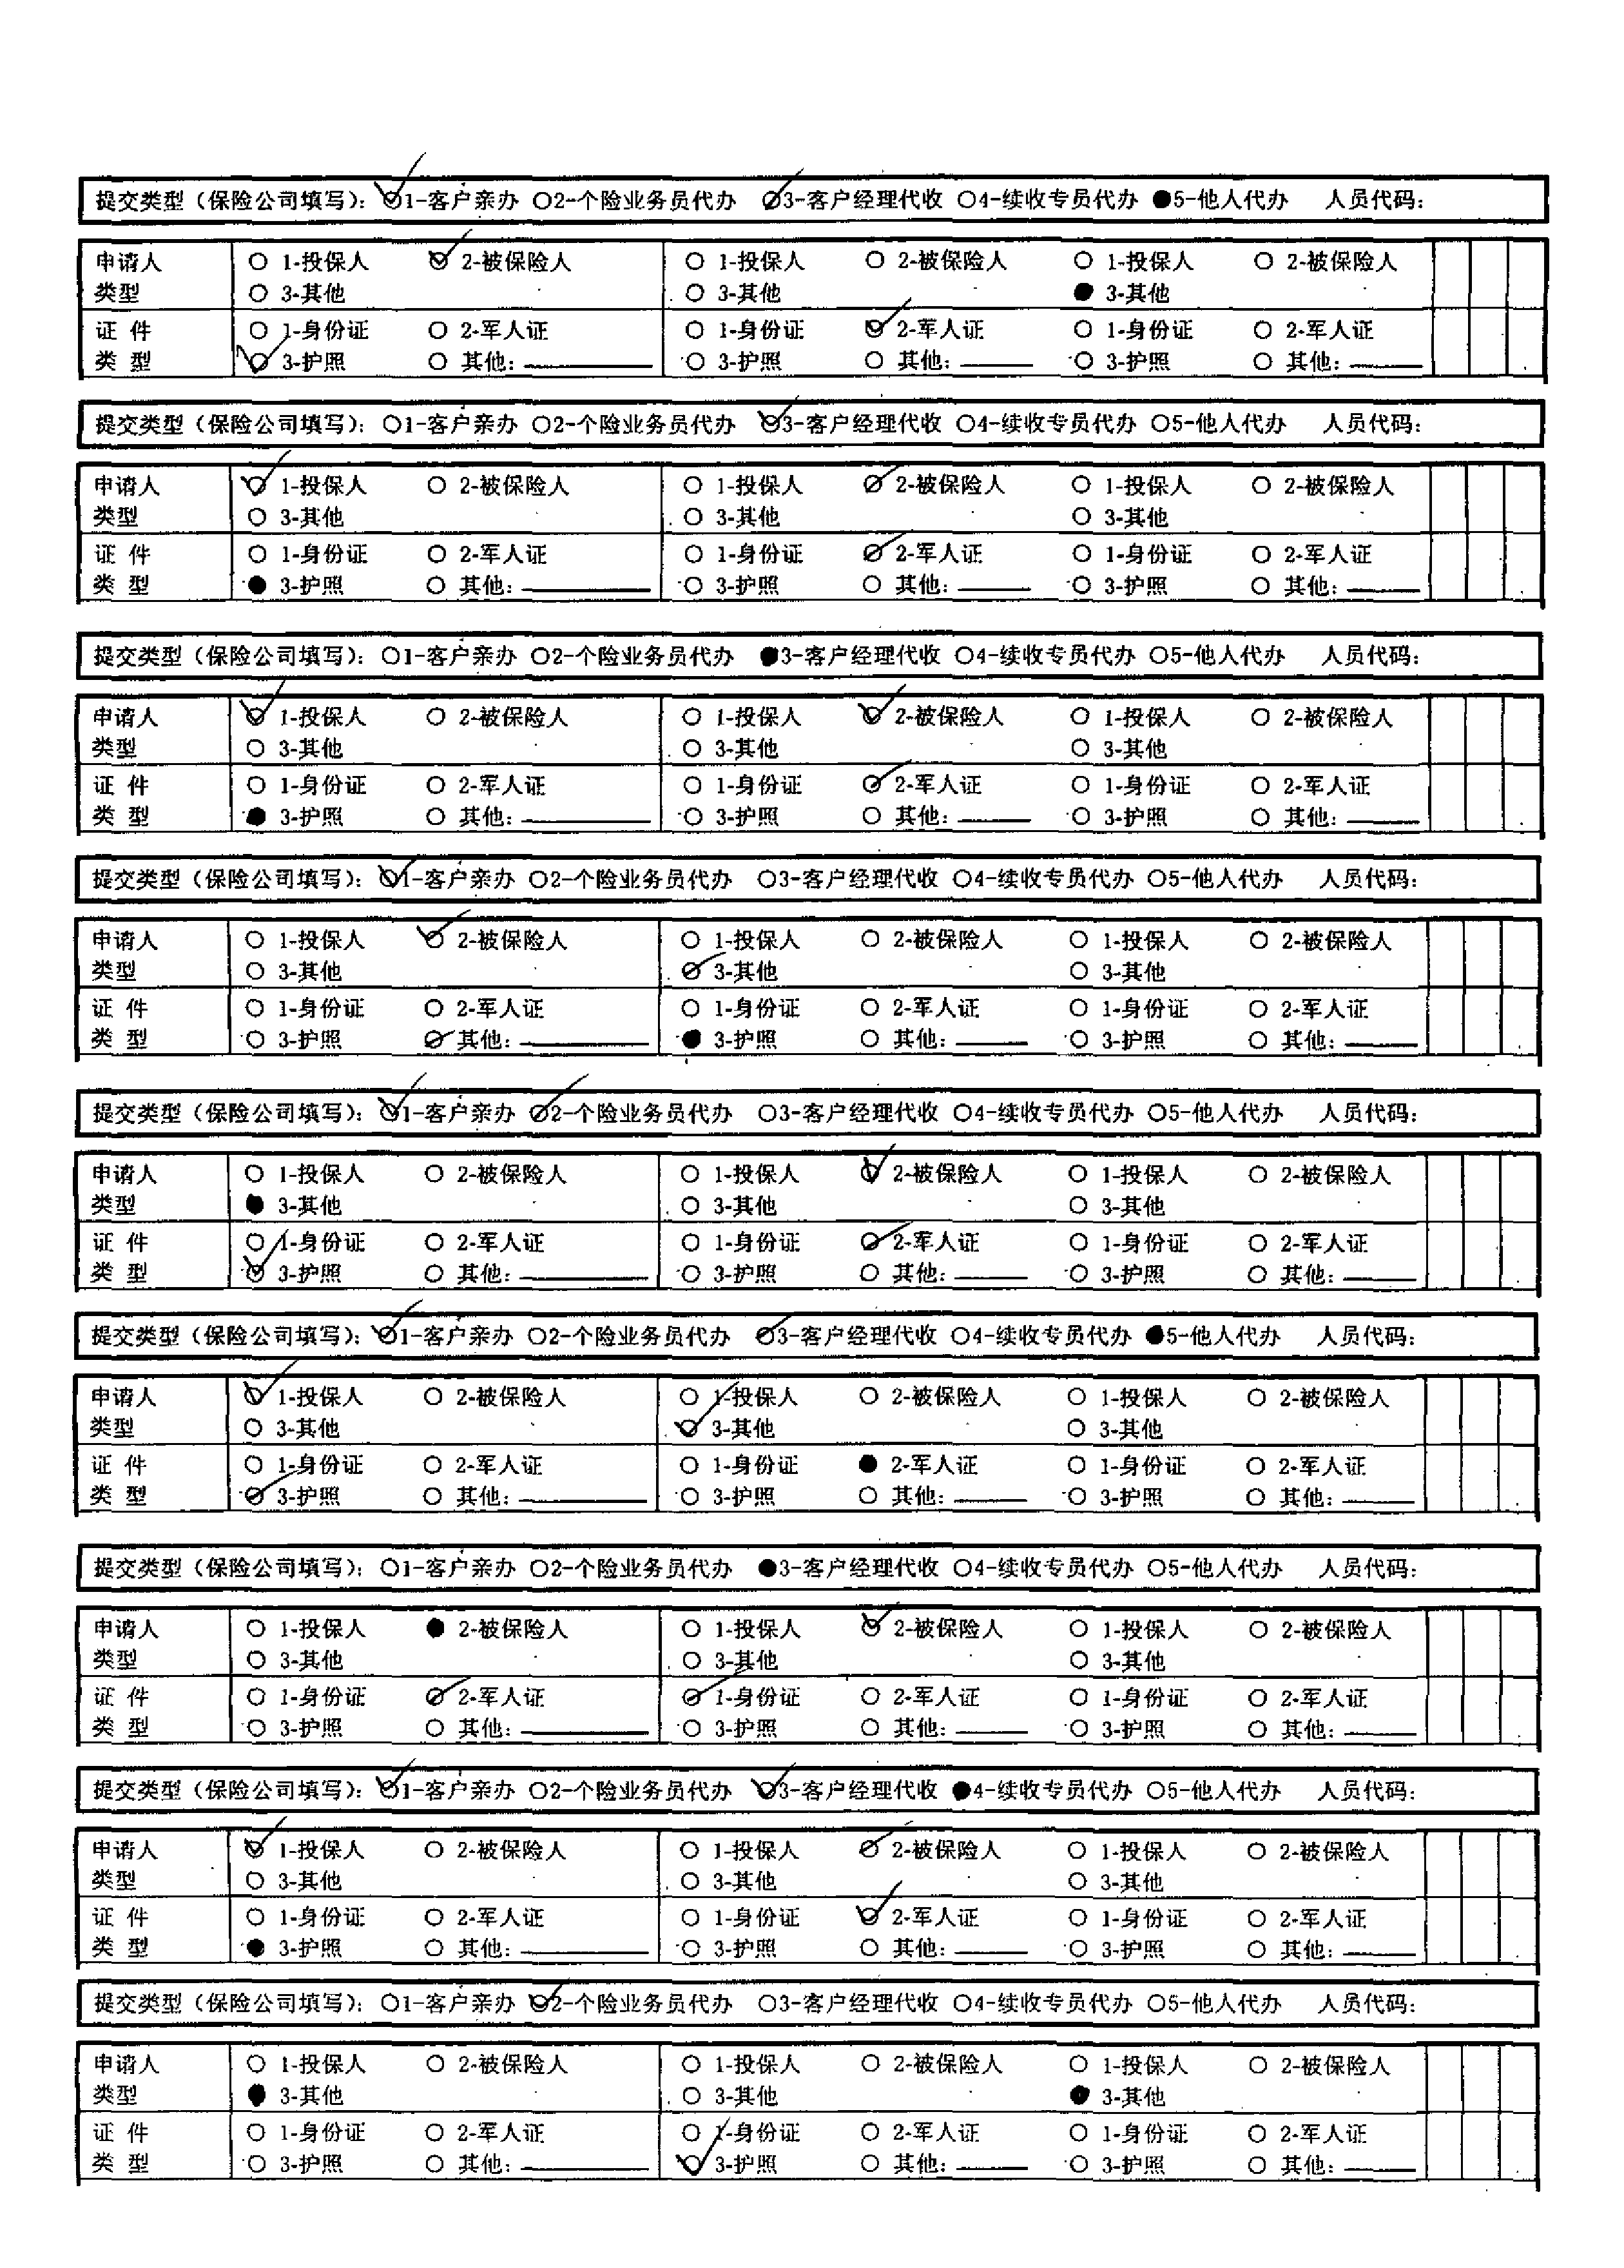 提交类型（保险公司填写）：○1-客户亲办 ○2-个险业务员代办 ○3-客户经理代收 ○4-续收专员代办 ●5-他人代办 人员代码：
申请人 ○ 1-投保人 ○ 2-被保险人 ○ 1-投保人 ○ 2-被保险人 ○ 1-投保人 ○ 2-被保险人
类型 ○ 3-其他 ○ 3-其他 ● 3-其他
证 件 ○ 1-身份证 ○ 2-军人证 ○ 1-身份证 ○ 2-军人证 ○ 1-身份证 ○ 2-军人证
类 型 ○ 3-护照 ○ 其他：____ ○ 3-护照 ○ 其他：____ ○ 3-护照 ○ 其他：____
提交类型（保险公司填写）：○1-客户亲办 ○2-个险业务员代办 ○3-客户经理代收 ○4-续收专员代办 ○5-他人代办 人员代码：
申请人 ○ 1-投保人 ○ 2-被保险人 ○ 1-投保人 ○ 2-被保险人 ○ 1-投保人 ○ 2-被保险人
类型 ○ 3-其他 ○ 3-其他 ○ 3-其他
证 件 ○ 1-身份证 ○ 2-军人证 ○ 1-身份证 ○ 2-军人证 ○ 1-身份证 ○ 2-军人证
类 型 ● 3-护照 ○ 其他：____ ○ 3-护照 ○ 其他：____ ○ 3-护照 ○ 其他：____
提交类型（保险公司填写）：○1-客户亲办 ○2-个险业务员代办 ●3-客户经理代收 ○4-续收专员代办 ○5-他人代办 人员代码：
申请人 ○ 1-投保人 ○ 2-被保险人 ○ 1-投保人 ○ 2-被保险人 ○ 1-投保人 ○ 2-被保险人
类型 ○ 3-其他 ○ 3-其他 ○ 3-其他
证 件 ○ 1-身份证 ○ 2-军人证 ○ 1-身份证 ○ 2-军人证 ○ 1-身份证 ○ 2-军人证
类 型 ● 3-护照 ○ 其他：____ ○ 3-护照 ○ 其他：____ ○ 3-护照 ○ 其他：____
提交类型（保险公司填写）：○1-客户亲办 ○2-个险业务员代办 ○3-客户经理代收 ○4-续收专员代办 ○5-他人代办 人员代码：
申请人 ○ 1-投保人 ○ 2-被保险人 ○ 1-投保人 ○ 2-被保险人 ○ 1-投保人 ○ 2-被保险人
类型 ○ 3-其他 ○ 3-其他 ○ 3-其他
证 件 ○ 1-身份证 ○ 2-军人证 ○ 1-身份证 ○ 2-军人证 ○ 1-身份证 ○ 2-军人证
类 型 ○ 3-护照 ○ 其他：____ ● 3-护照 ○ 其他：____ ○ 3-护照 ○ 其他：____
提交类型（保险公司填写）：○1-客户亲办 ○2-个险业务员代办 ○3-客户经理代收 ○4-续收专员代办 ○5-他人代办 人员代码：
申请人 ○ 1-投保人 ○ 2-被保险人 ○ 1-投保人 ○ 2-被保险人 ○ 1-投保人 ○ 2-被保险人
类型 ● 3-其他 ○ 3-其他 ○ 3-其他
证 件 ○ 1-身份证 ○ 2-军人证 ○ 1-身份证 ○ 2-军人证 ○ 1-身份证 ○ 2-军人证
类 型 ○ 3-护照 ○ 其他：____ ○ 3-护照 ○ 其他：____ ○ 3-护照 ○ 其他：____
提交类型（保险公司填写）：○1-客户亲办 ○2-个险业务员代办 ○3-客户经理代收 ○4-续收专员代办 ●5-他人代办 人员代码：
申请人 ○ 1-投保人 ○ 2-被保险人 ○ 1-投保人 ○ 2-被保险人 ○ 1-投保人 ○ 2-被保险人
类型 ○ 3-其他 ○ 3-其他 ○ 3-其他
证 件 ○ 1-身份证 ○ 2-军人证 ○ 1-身份证 ● 2-军人证 ○ 1-身份证 ○ 2-军人证
类 型 ○ 3-护照 ○ 其他：____ ○ 3-护照 ○ 其他：____ ○ 3-护照 ○ 其他：____
提交类型（保险公司填写）：○1-客户亲办 ○2-个险业务员代办 ●3-客户经理代收 ○4-续收专员代办 ○5-他人代办 人员代码：
申请人 ○ 1-投保人 ● 2-被保险人 ○ 1-投保人 ○ 2-被保险人 ○ 1-投保人 ○ 2-被保险人
类型 ○ 3-其他 ○ 3-其他 ○ 3-其他
证 件 ○ 1-身份证 ○ 2-军人证 ○ 1-身份证 ○ 2-军人证 ○ 1-身份证 ○ 2-军人证
类 型 ○ 3-护照 ○ 其他：____ ○ 3-护照 ○ 其他：____ ○ 3-护照 ○ 其他：____
提交类型（保险公司填写）：○1-客户亲办 ○2-个险业务员代办 ○3-客户经理代收 ●4-续收专员代办 ○5-他人代办 人员代码：
申请人 ○ 1-投保人 ○ 2-被保险人 ○ 1-投保人 ○ 2-被保险人 ○ 1-投保人 ○ 2-被保险人
类型 ○ 3-其他 ○ 3-其他 ○ 3-其他
证 件 ○ 1-身份证 ○ 2-军人证 ○ 1-身份证 ○ 2-军人证 ○ 1-身份证 ○ 2-军人证
类 型 ● 3-护照 ○ 其他：____ ○ 3-护照 ○ 其他：____ ○ 3-护照 ○ 其他：____
提交类型（保险公司填写）：○1-客户亲办 ○2-个险业务员代办 ○3-客户经理代收 ○4-续收专员代办 ○5-他人代办 人员代码：
申请人 ○ 1-投保人 ○ 2-被保险人 ○ 1-投保人 ○ 2-被保险人 ○ 1-投保人 ○ 2-被保险人
类型 ● 3-其他 ○ 3-其他 ● 3-其他
证 件 ○ 1-身份证 ○ 2-军人证 ○ 1-身份证 ○ 2-军人证 ○ 1-身份证 ○ 2-军人证
类 型 ○ 3-护照 ○ 其他：____ ○ 3-护照 ○ 其他：____ ○ 3-护照 ○ 其他：____